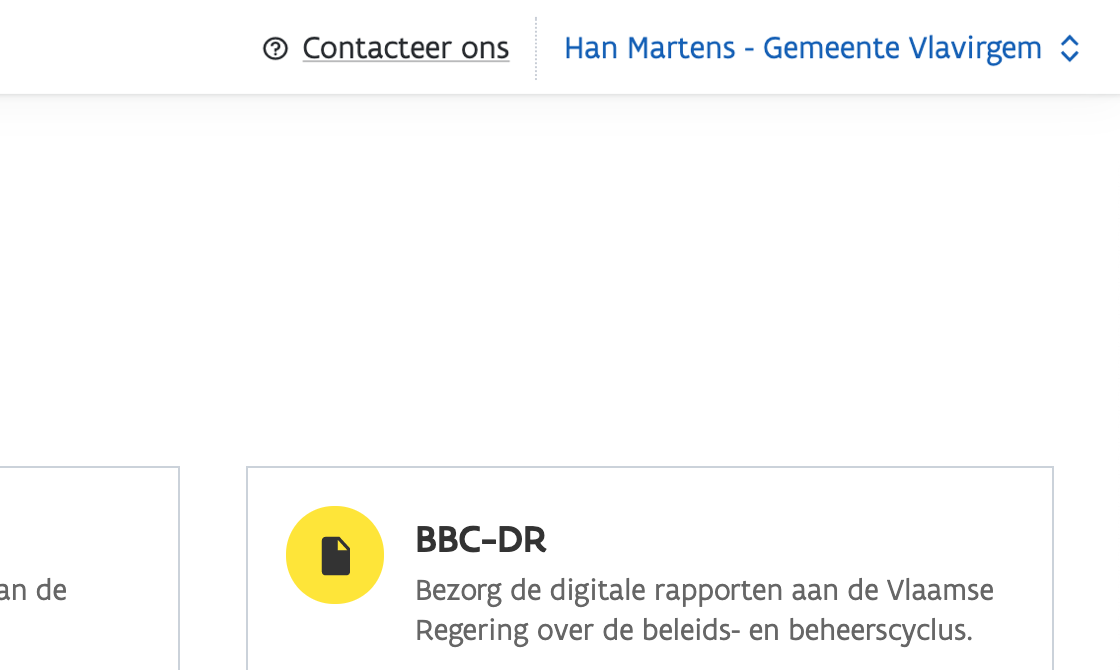 Contacteer ons
Han Martens - Gemeente Vlavirgem
an de
BBC-DR
Bezorg de digitale rapporten aan de Vlaamse
Regering over de beleids- en beheerscyclus.